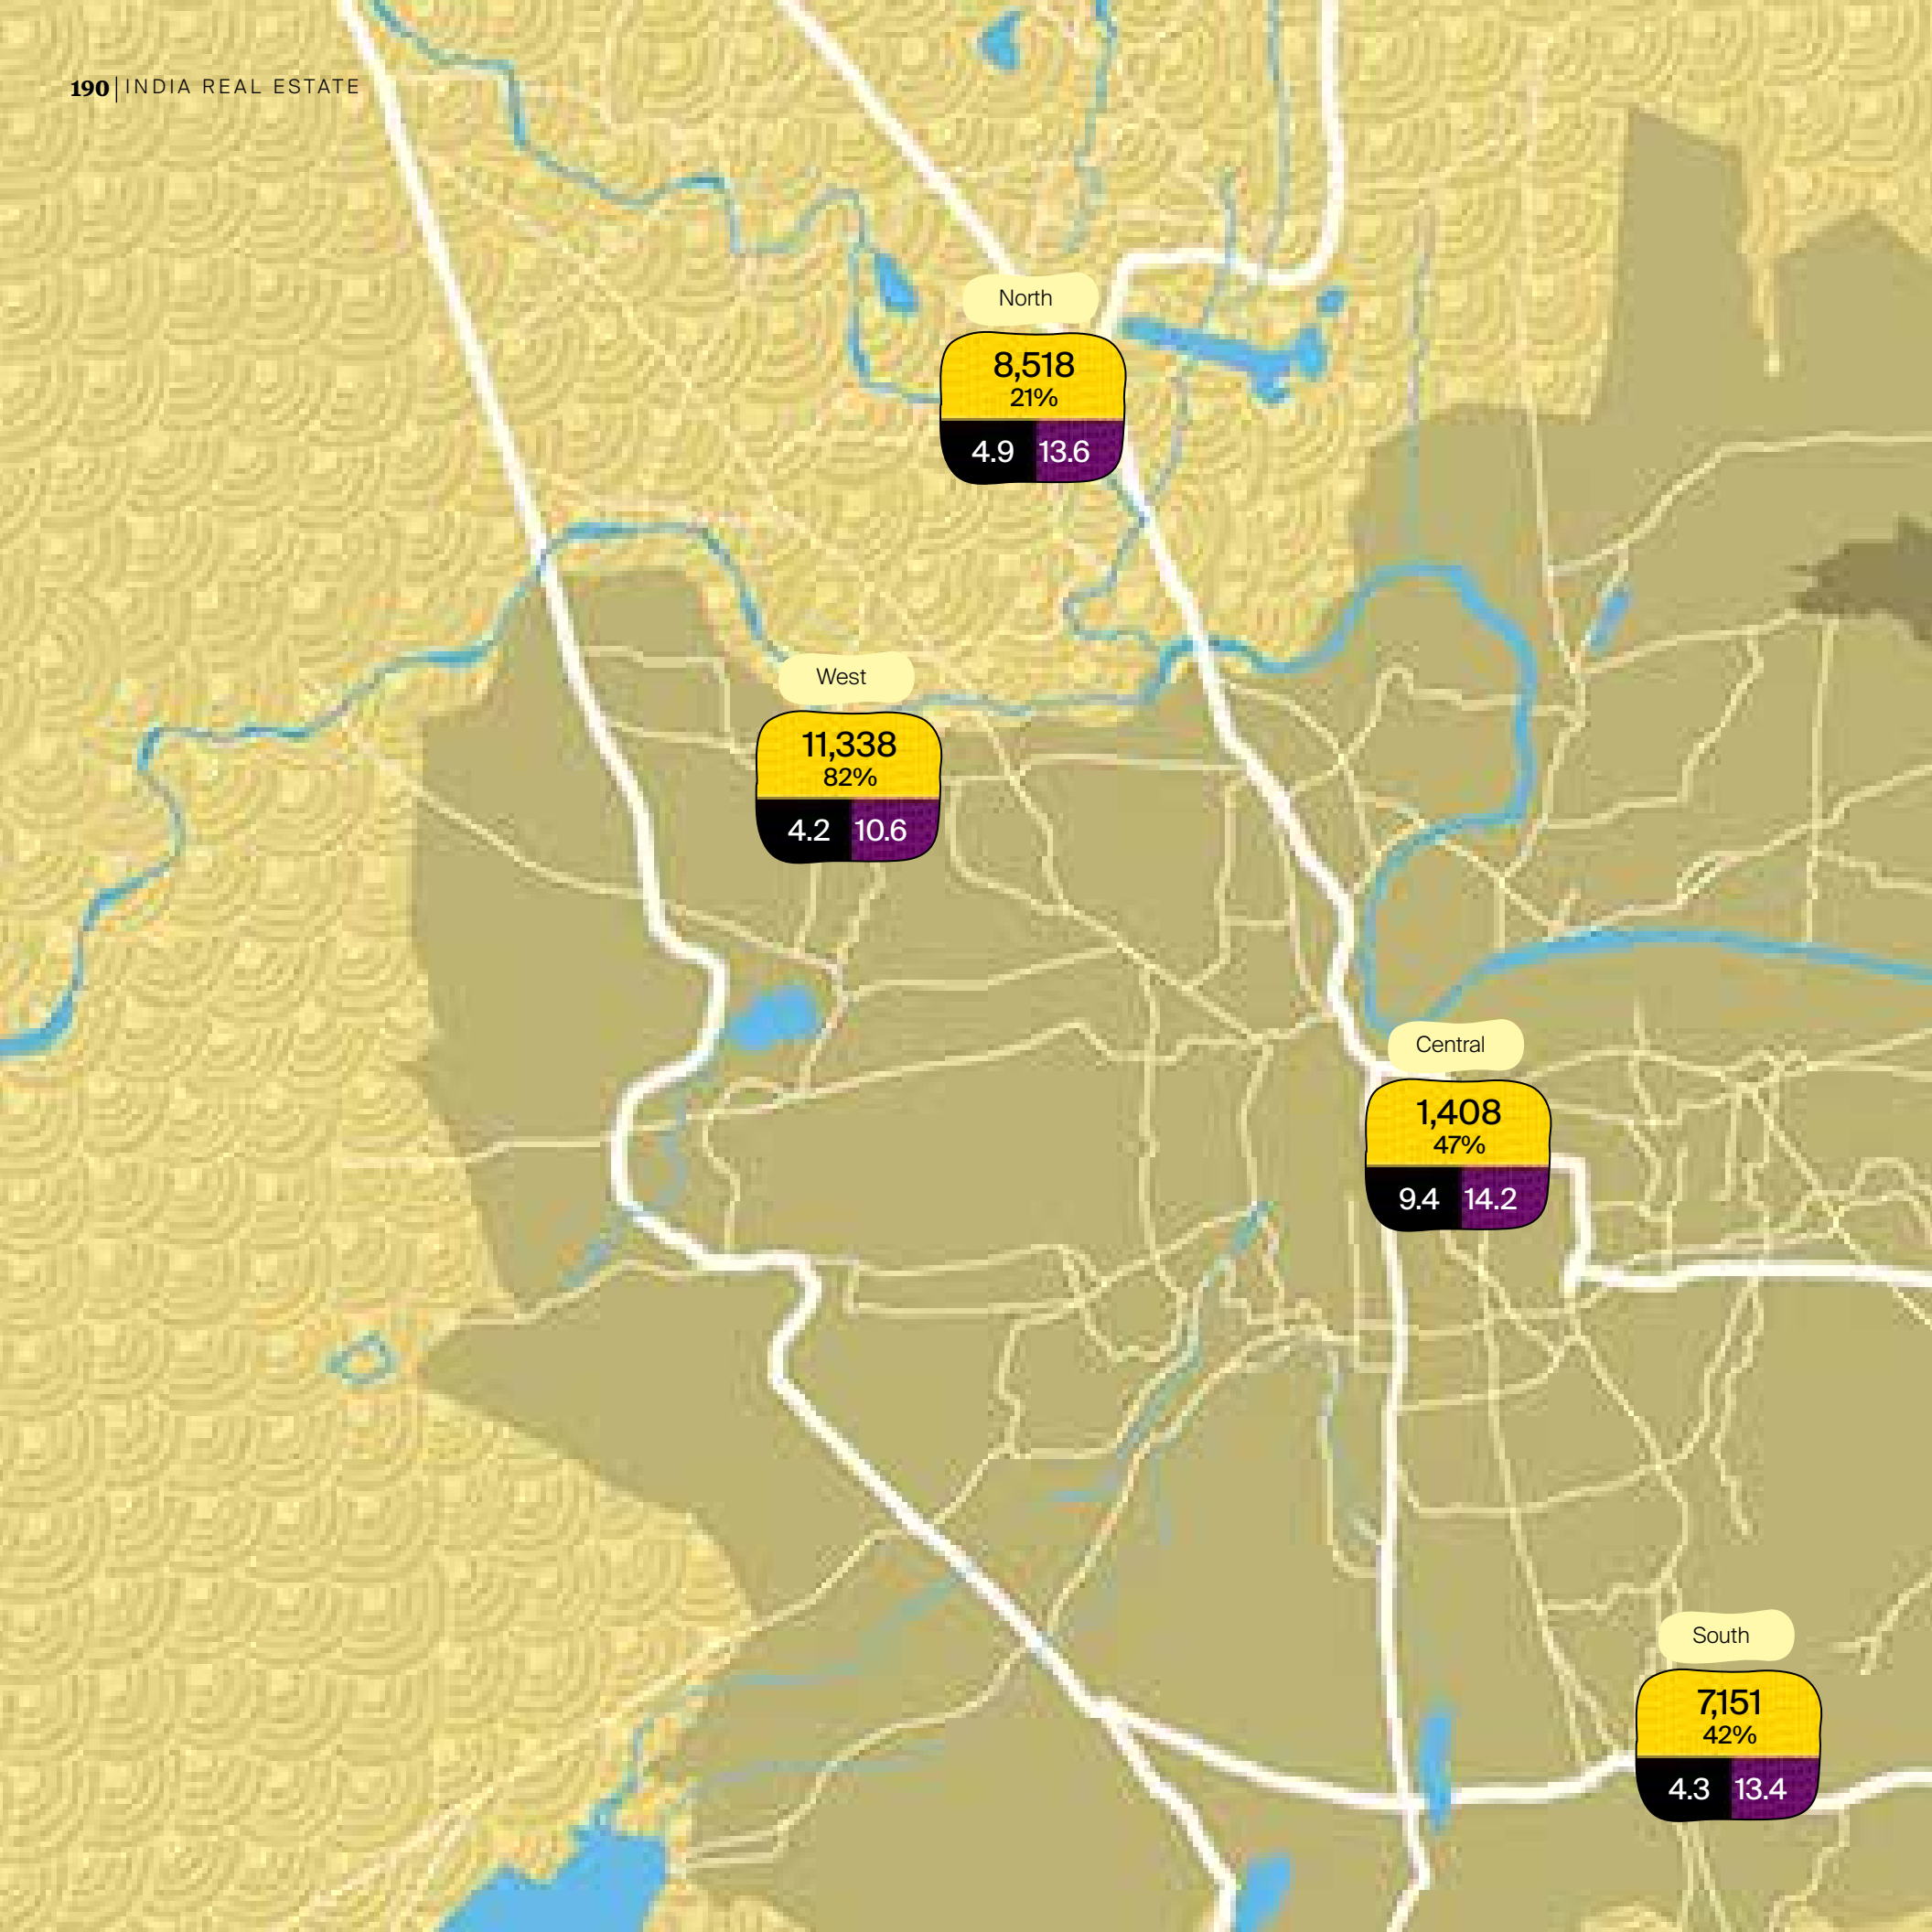 190 | INDIA REAL ESTATE
North
8,518
21%
4.9 13.6
West
11,338
82%
4.2 10.6
Central
1,408
47%
9.4 14.2
South
7,151
42%
4.3 13.4